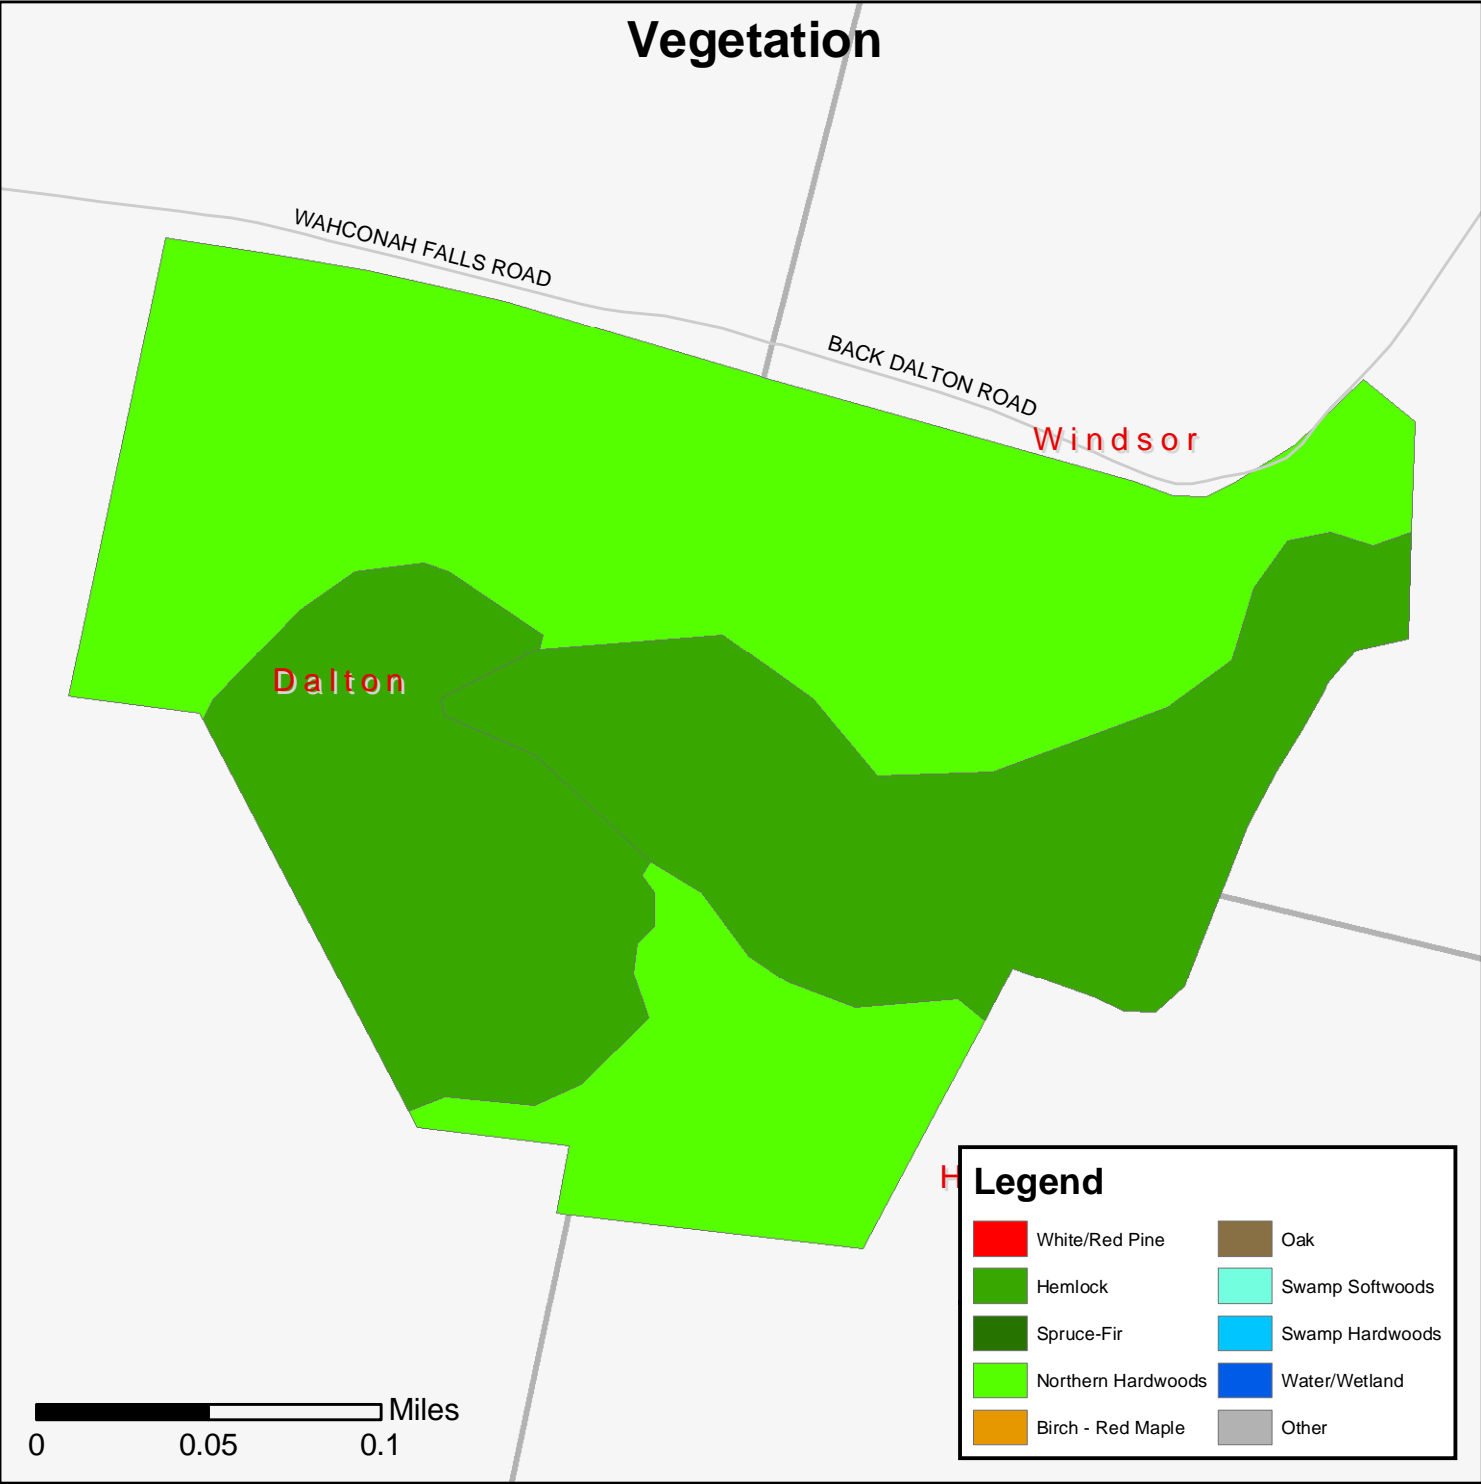 Vegetation
WAHCONAH FALLS ROAD
BACK DALTON ROAD
Windsor
Dalton
H
Legend
White/Red Pine
Oak
Hemlock
Swamp Softwoods
Spruce-Fir
Swamp Hardwoods
Northern Hardwoods
Water/Wetland
Birch - Red Maple
Other
Miles
0 0.05 0.1